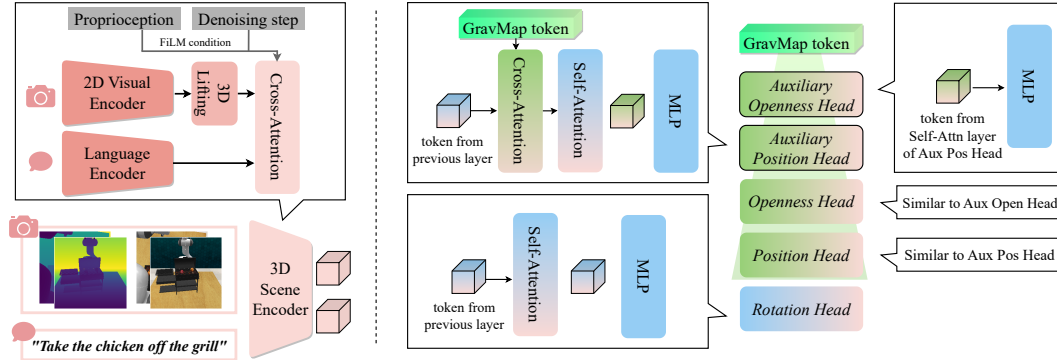 Proprioception
Denoising step
FiLM condition
2D Visual
Encoder
3D
Lifting
Cross-Attention
Language
Encoder
3D
Scene
Encoder
"Take the chicken off the grill"
GravMap token
token from
previous layer
Cross-Attention
Self-Attention
MLP
token from
previous layer
Self-Attention
MLP
GravMap token
Auxiliary
Openness Head
Auxiliary
Position Head
Openness Head
Position Head
Rotation Head
token from
Self-Attn layer
of Aux Pos Head
MLP
Similar to Aux Open Head
Similar to Aux Pos Head